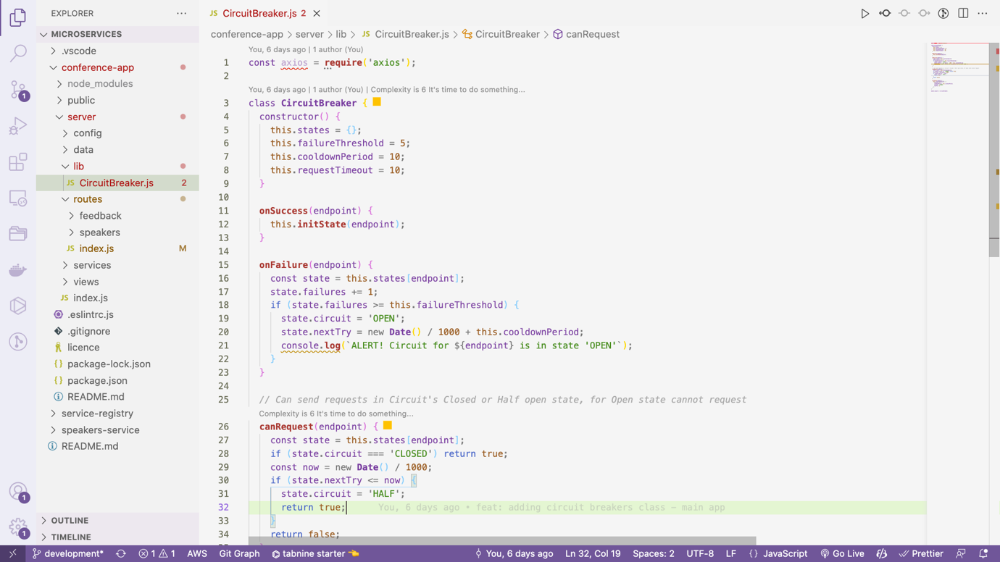 EXPLORER
MICROSERVICES
.vscode
conference-app
node_modules
public
server
config
data
lib
JS CircuitBreaker.js 2
routes
feedback
speakers
JS index.js M
services
views
JS index.js
.eslintrc.js
.gitignore
licence
{} package-lock.json
{} package.json
README.md
service-registry
speakers-service
README.md
OUTLINE
TIMELINE
1
1
1
JS CircuitBreaker.js 2
conference-app > server > lib > JS CircuitBreaker.js > CircuitBreaker > canRequest
You, 6 days ago | 1 author (You)
1 const axios = require('axios');
2
You, 6 days ago | 1 author (You) | Complexity is 6 It's time to do something...
3 class CircuitBreaker {
4 constructor() {
5 this.states = {};
6 this.failureThreshold = 5;
7 this.cooldownPeriod = 10;
8 this.requestTimeout = 10;
9 }
10
11 onSuccess(endpoint) {
12 this.initState(endpoint);
13 }
14
15 onFailure(endpoint) {
16 const state = this.states[endpoint];
17 state.failures += 1;
18 if (state.failures >= this.failureThreshold) {
19 state.circuit = 'OPEN';
20 state.nextTry = new Date() / 1000 + this.cooldownPeriod;
21 console.log(`ALERT! Circuit for ${endpoint} is in state 'OPEN'`);
22 }
23 }
24
25 // Can send requests in Circuit's Closed or Half open state, for Open state cannot request
Complexity is 6 It's time to do something...
26 canRequest(endpoint) {
27 const state = this.states[endpoint];
28 if (state.circuit === 'CLOSED') return true;
29 const now = new Date() / 1000;
30 if (state.nextTry <= now) {
31 state.circuit = 'HALF';
32 return true; You, 6 days ago • feat: adding circuit breakers class – main app
33 }
34 return false;
development* 1 1 AWS Git Graph tabnine starter You, 6 days ago Ln 32, Col 19 Spaces: 2 UTF-8 LF {} JavaScript Go Live Prettier